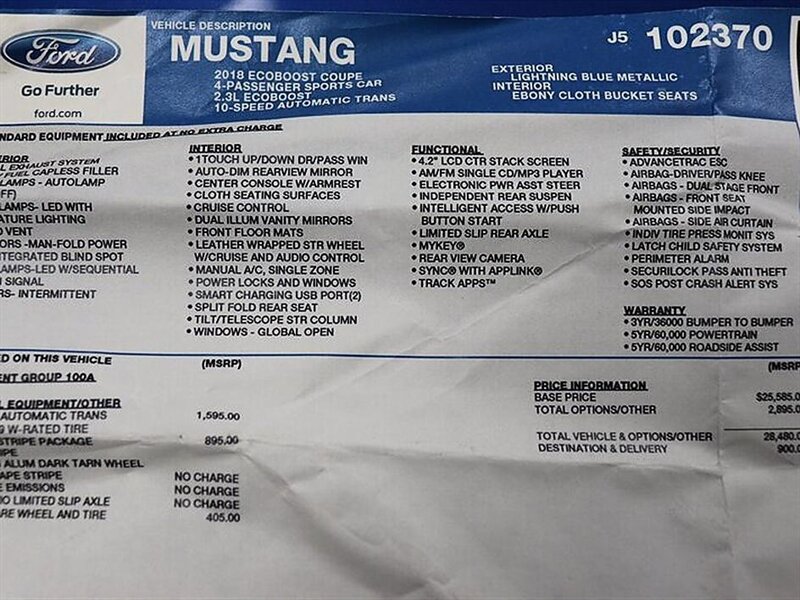 Ford
Go Further
ford.com
VEHICLE DESCRIPTION
MUSTANG
2018 ECOBOOST COUPE
4-PASSENGER SPORTS CAR
2.3L ECOBOOST
10-SPEED AUTOMATIC TRANS
J5 102370
EXTERIOR
LIGHTNING BLUE METALLIC
INTERIOR
EBONY CLOTH BUCKET SEATS
NDARD EQUIPMENT INCLUDED AT NO EXTRA CHARGE
ERIOR
L EXHAUST SYSTEM
Y FUEL CAPLESS FILLER
LAMPS - AUTOLAMP
OFF)
LAMPS- LED WITH
ATURE LIGHTING
D VENT
ORS -MAN-FOLD POWER
NTEGRATED BLIND SPOT
LAMPS-LED W/SEQUENTIAL
N SIGNAL
RS- INTERMITTENT
INTERIOR
• 1TOUCH UP/DOWN DR/PASS WIN
• AUTO-DIM REARVIEW MIRROR
• CENTER CONSOLE W/ARMREST
• CLOTH SEATING SURFACES
• CRUISE CONTROL
• DUAL ILLUM VANITY MIRRORS
• FRONT FLOOR MATS
• LEATHER WRAPPED STR WHEEL
W/CRUISE AND AUDIO CONTROL
• MANUAL A/C, SINGLE ZONE
• POWER LOCKS AND WINDOWS
• SMART CHARGING USB PORT(2)
• SPLIT FOLD REAR SEAT
• TILT/TELESCOPE STR COLUMN
• WINDOWS - GLOBAL OPEN
FUNCTIONAL
• 4.2" LCD CTR STACK SCREEN
• AM/FM SINGLE CD/MP3 PLAYER
• ELECTRONIC PWR ASST STEER
• INDEPENDENT REAR SUSPEN
• INTELLIGENT ACCESS W/PUSH
BUTTON START
• LIMITED SLIP REAR AXLE
• MYKEY®
• REAR VIEW CAMERA
• SYNC® WITH APPLINK®
• TRACK APPS™
SAFETY/SECURITY
• ADVANCETRAC ESC
• AIRBAG-DRIVER/PASS KNEE
• AIRBAGS - DUAL STAGE FRONT
• AIRBAGS - FRONT SEAT
MOUNTED SIDE IMPACT
• AIRBAGS - SIDE AIR CURTAIN
• INDIV TIRE PRESS MONIT SYS
• LATCH CHILD SAFETY SYSTEM
• PERIMETER ALARM
• SECURILOCK PASS ANTI THEFT
• SOS POST CRASH ALERT SYS
WARRANTY
• 3YR/36000 BUMPER TO BUMPER
• 5YR/60,000 POWERTRAIN
• 5YR/60,000 ROADSIDE ASSIST
ED ON THIS VEHICLE (MSRP)
ENT GROUP 100A
L EQUIPMENT/OTHER
AUTOMATIC TRANS 1,595.00
9 W-RATED TIRE
STRIPE PACKAGE 895.00
IPE
ALUM DARK TARN WHEEL
APE STRIPE NO CHARGE
E EMISSIONS NO CHARGE
IO LIMITED SLIP AXLE NO CHARGE
RE WHEEL AND TIRE 405.00
(MSRP
PRICE INFORMATION
BASE PRICE $25,585.0
TOTAL OPTIONS/OTHER 2,895.0
TOTAL VEHICLE & OPTIONS/OTHER 28,480.0
DESTINATION & DELIVERY 900.0